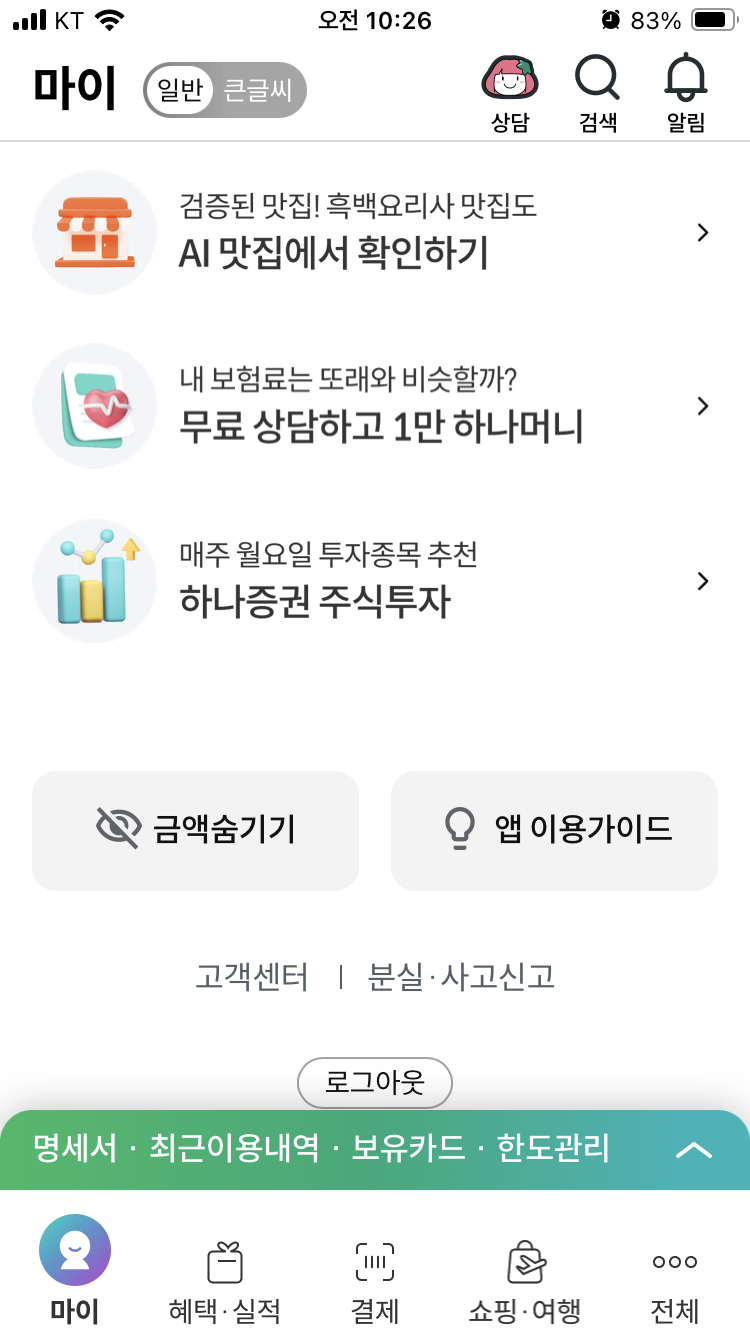 KT 오전 10:26 83%
마이 일반 큰글씨
상담 검색 알림
검증된 맛집! 흑백요리사 맛집도
AI 맛집에서 확인하기
내 보험료는 또래와 비슷할까?
무료 상담하고 1만 하나머니
매주 월요일 투자종목 추천
하나증권 주식투자
금액숨기기 앱 이용가이드
고객센터 | 분실·사고신고
로그아웃
명세서 · 최근이용내역 · 보유카드 · 한도관리
마이 혜택·실적 결제 쇼핑·여행 전체